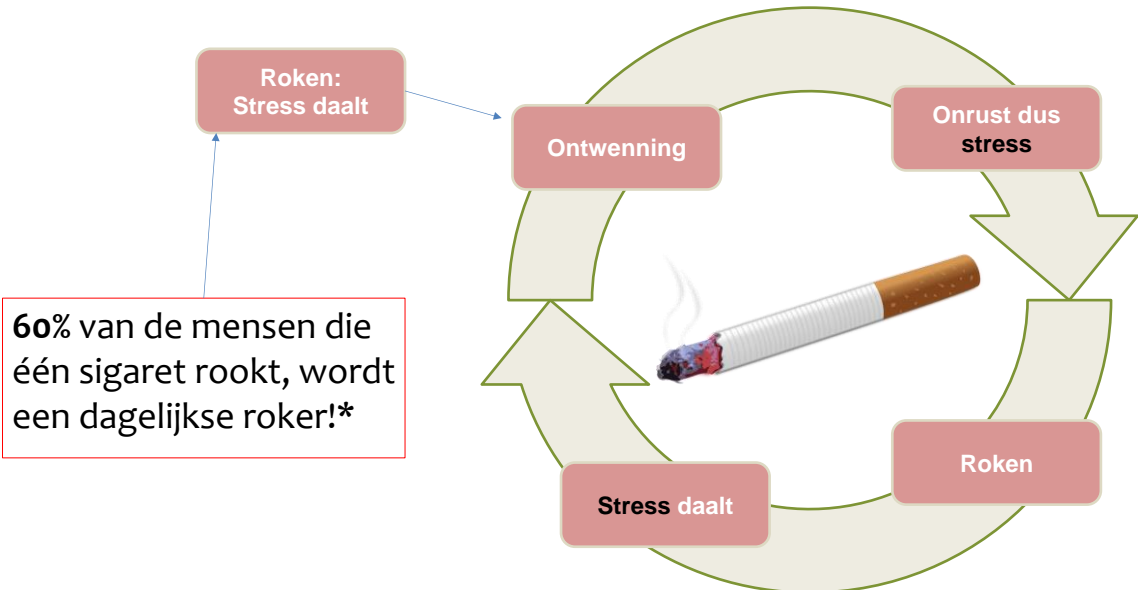 Roken:
Stress daalt
Ontwenning
Onrust dus
stress
60% van de mensen die
één sigaret rookt, wordt
een dagelijkse roker!*
Roken
Stress daalt